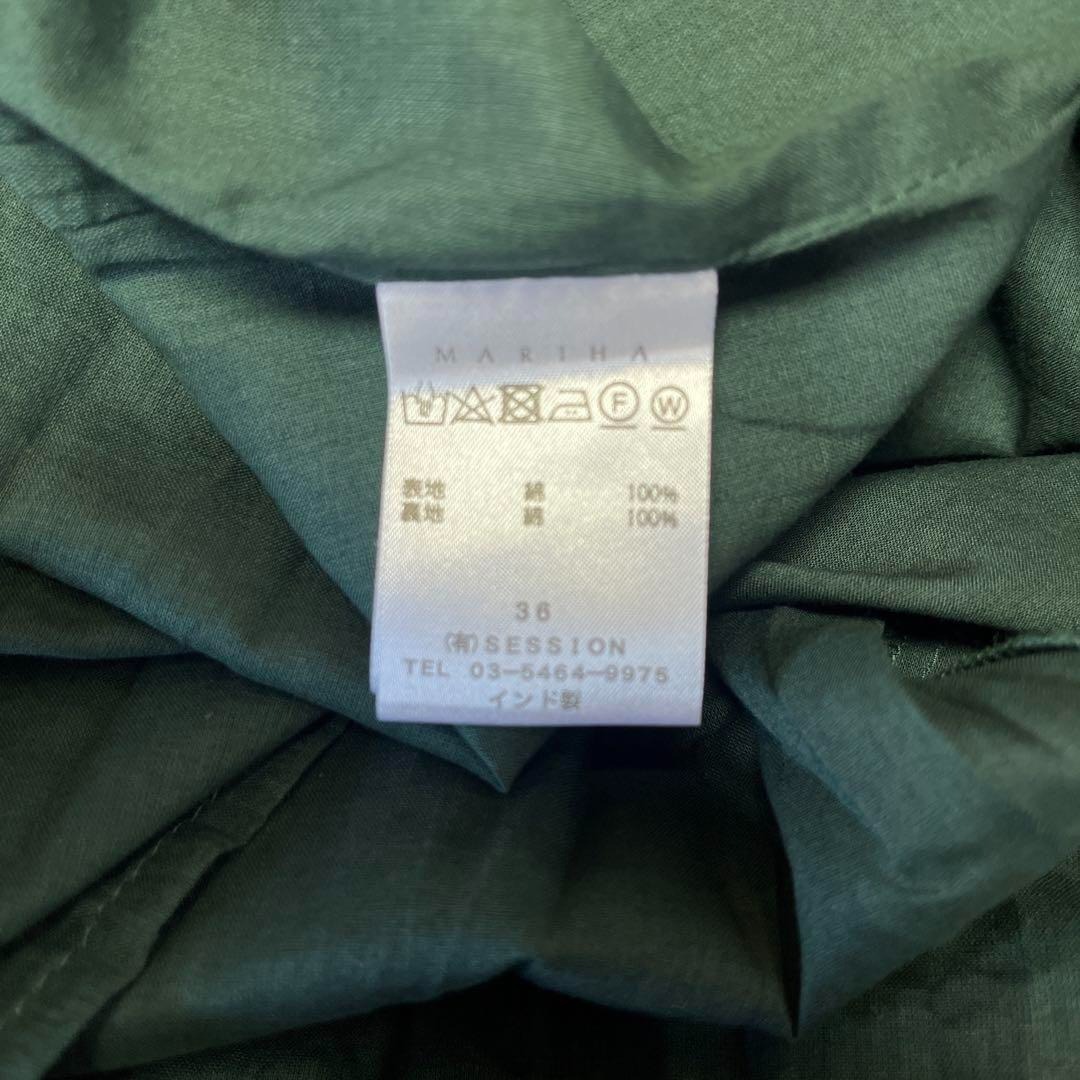 MARIHA
F W
表地 綿 100%
裏地 綿 100%
36
(有)SESSION
TEL 03-5464-9975
インド製